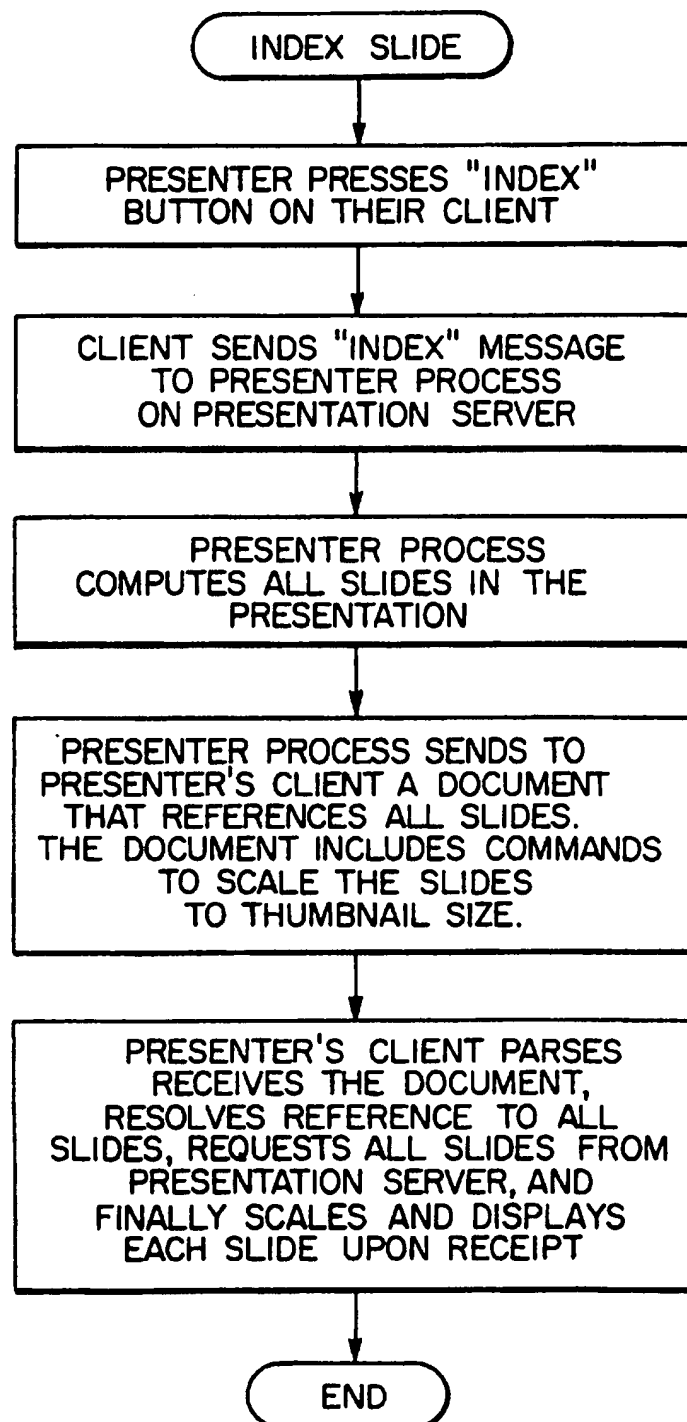 INDEX SLIDE
PRESENTER PRESSES "INDEX"
BUTTON ON THEIR CLIENT
CLIENT SENDS "INDEX" MESSAGE
TO PRESENTER PROCESS
ON PRESENTATION SERVER
PRESENTER PROCESS
COMPUTES ALL SLIDES IN THE
PRESENTATION
PRESENTER PROCESS SENDS TO
PRESENTER'S CLIENT A DOCUMENT
THAT REFERENCES ALL SLIDES.
THE DOCUMENT INCLUDES COMMANDS
TO SCALE THE SLIDES
TO THUMBNAIL SIZE.
PRESENTER'S CLIENT PARSES
RECEIVES THE DOCUMENT,
RESOLVES REFERENCE TO ALL
SLIDES, REQUESTS ALL SLIDES FROM
PRESENTATION SERVER, AND
FINALLY SCALES AND DISPLAYS
EACH SLIDE UPON RECEIPT
END